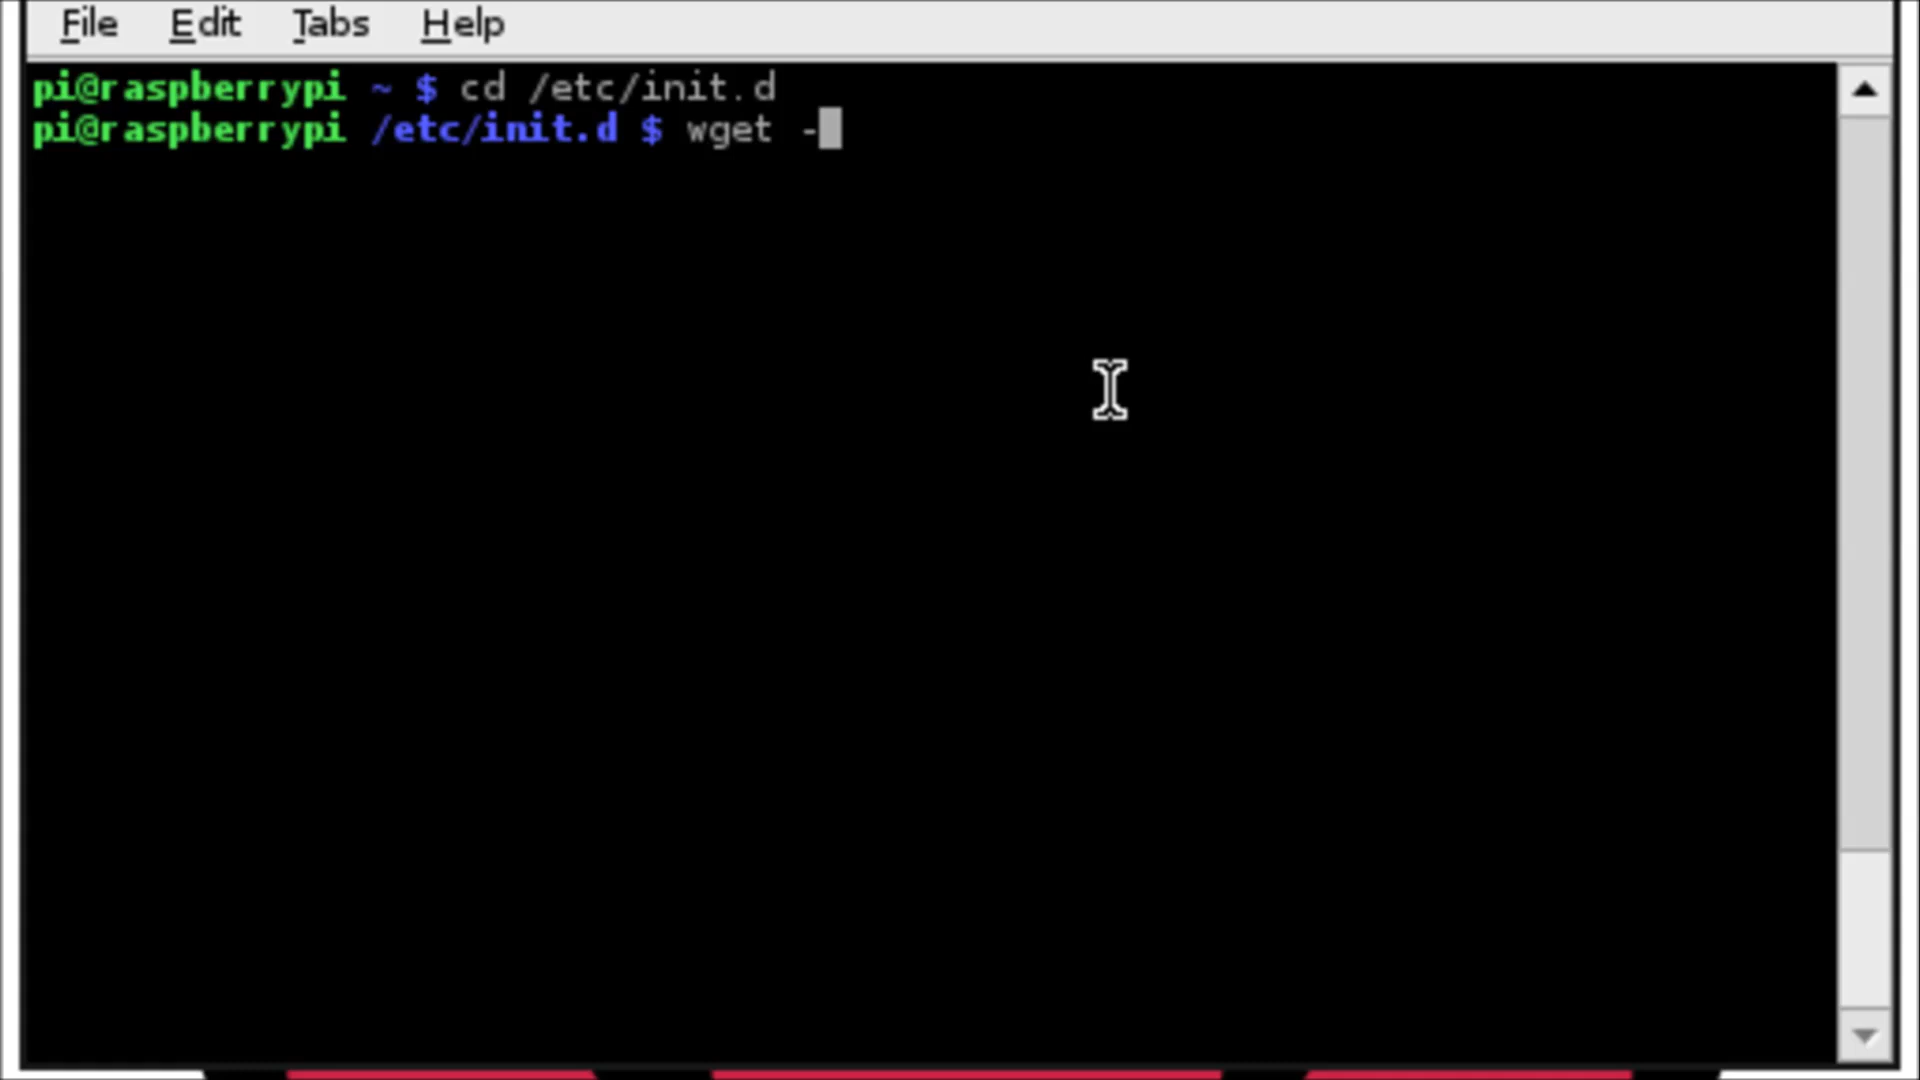 File Edit Tabs Help
pi@raspberrypi ~ $ cd /etc/init.d
pi@raspberrypi /etc/init.d $ wget -